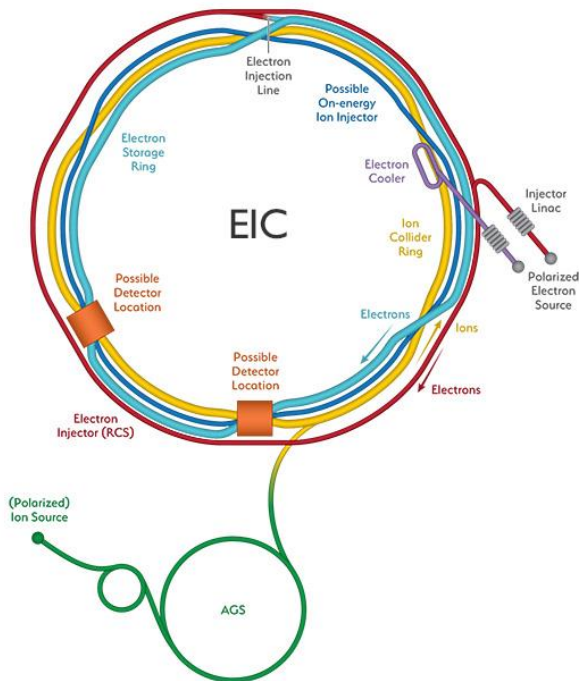 Electron
Injection
Line
Possible
On-energy
Ion Injector
Electron
Storage
Ring
Electron
Cooler
Injector
Linac
EIC
Ion
Collider
Ring
Polarized
Electron
Source
Possible
Detector
Location
Electrons
Ions
Possible
Detector
Location
Electrons
Electron
Injector (RCS)
(Polarized)
Ion Source
AGS